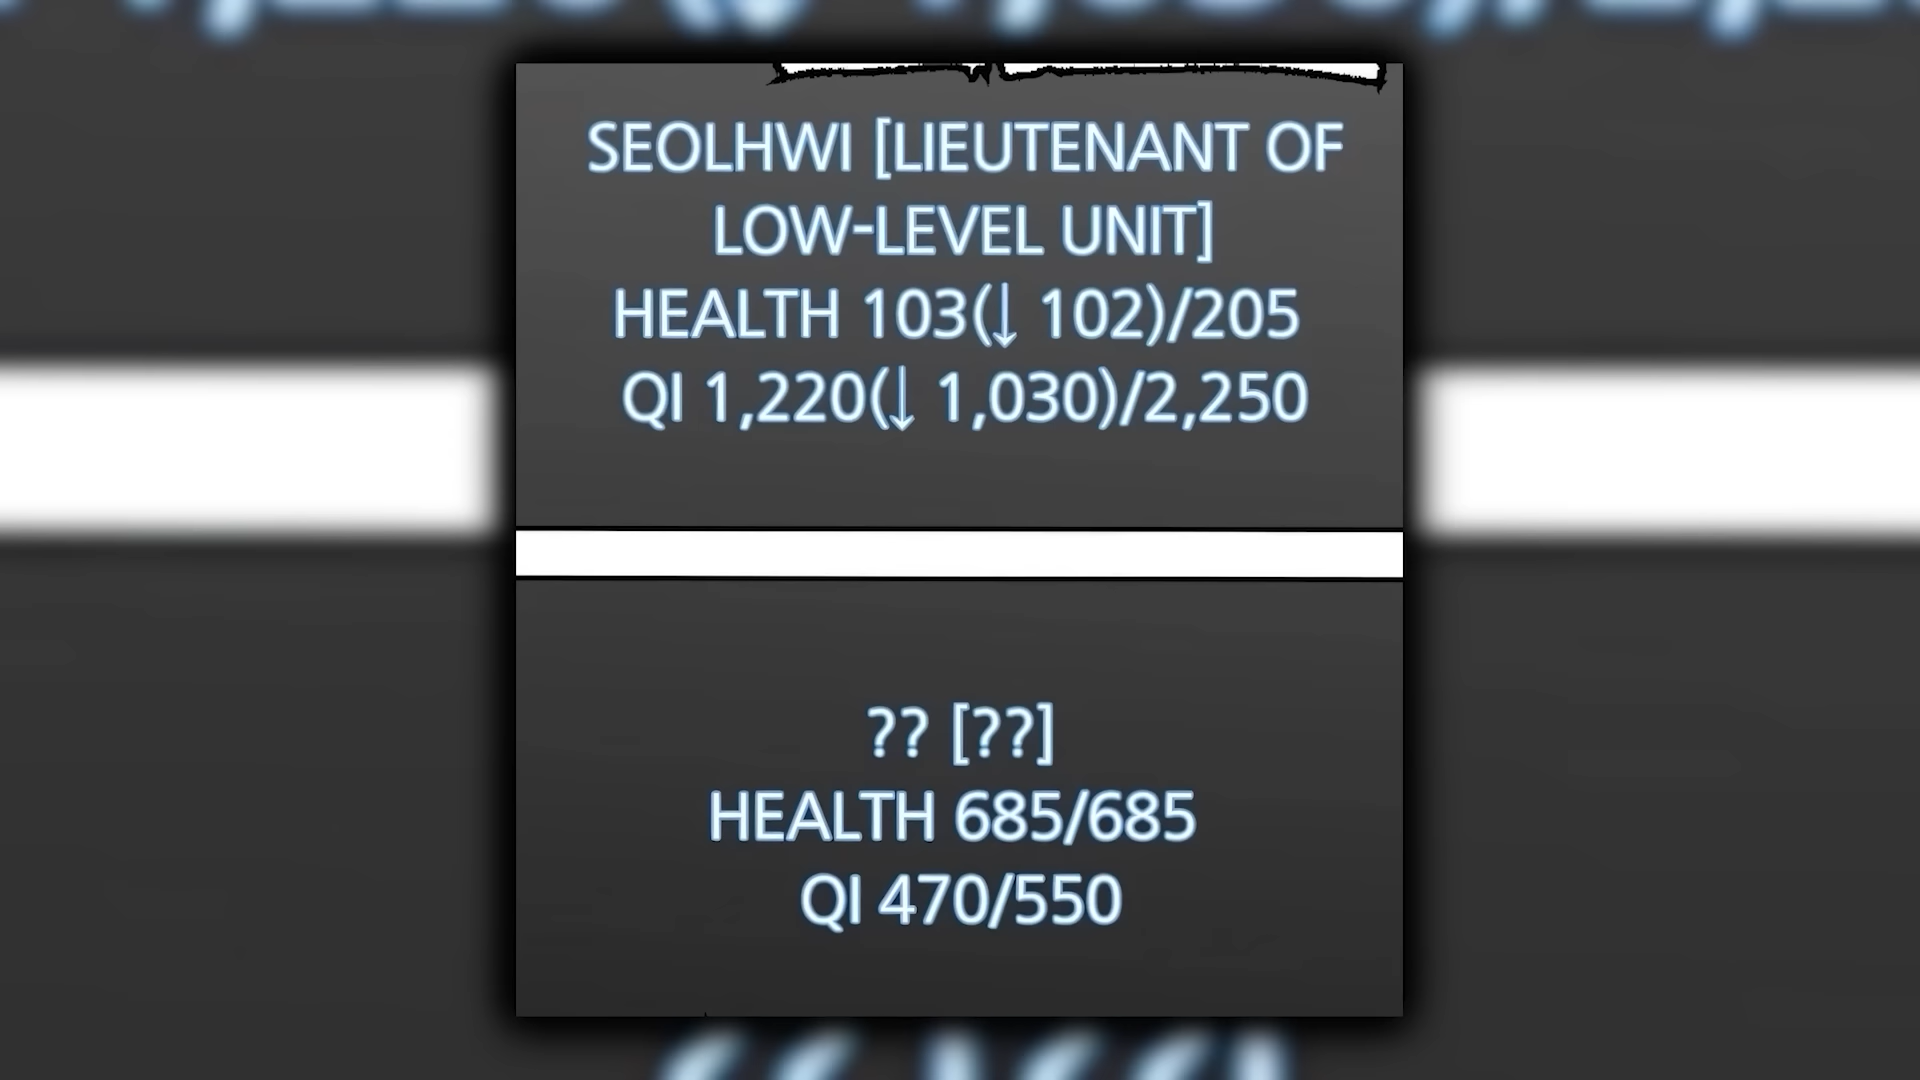 SEOLHWI [LIEUTENANT OF
LOW-LEVEL UNIT]
HEALTH 103(↓ 102)/205
QI 1,220(↓ 1,030)/2,250
?? [??]
HEALTH 685/685
QI 470/550